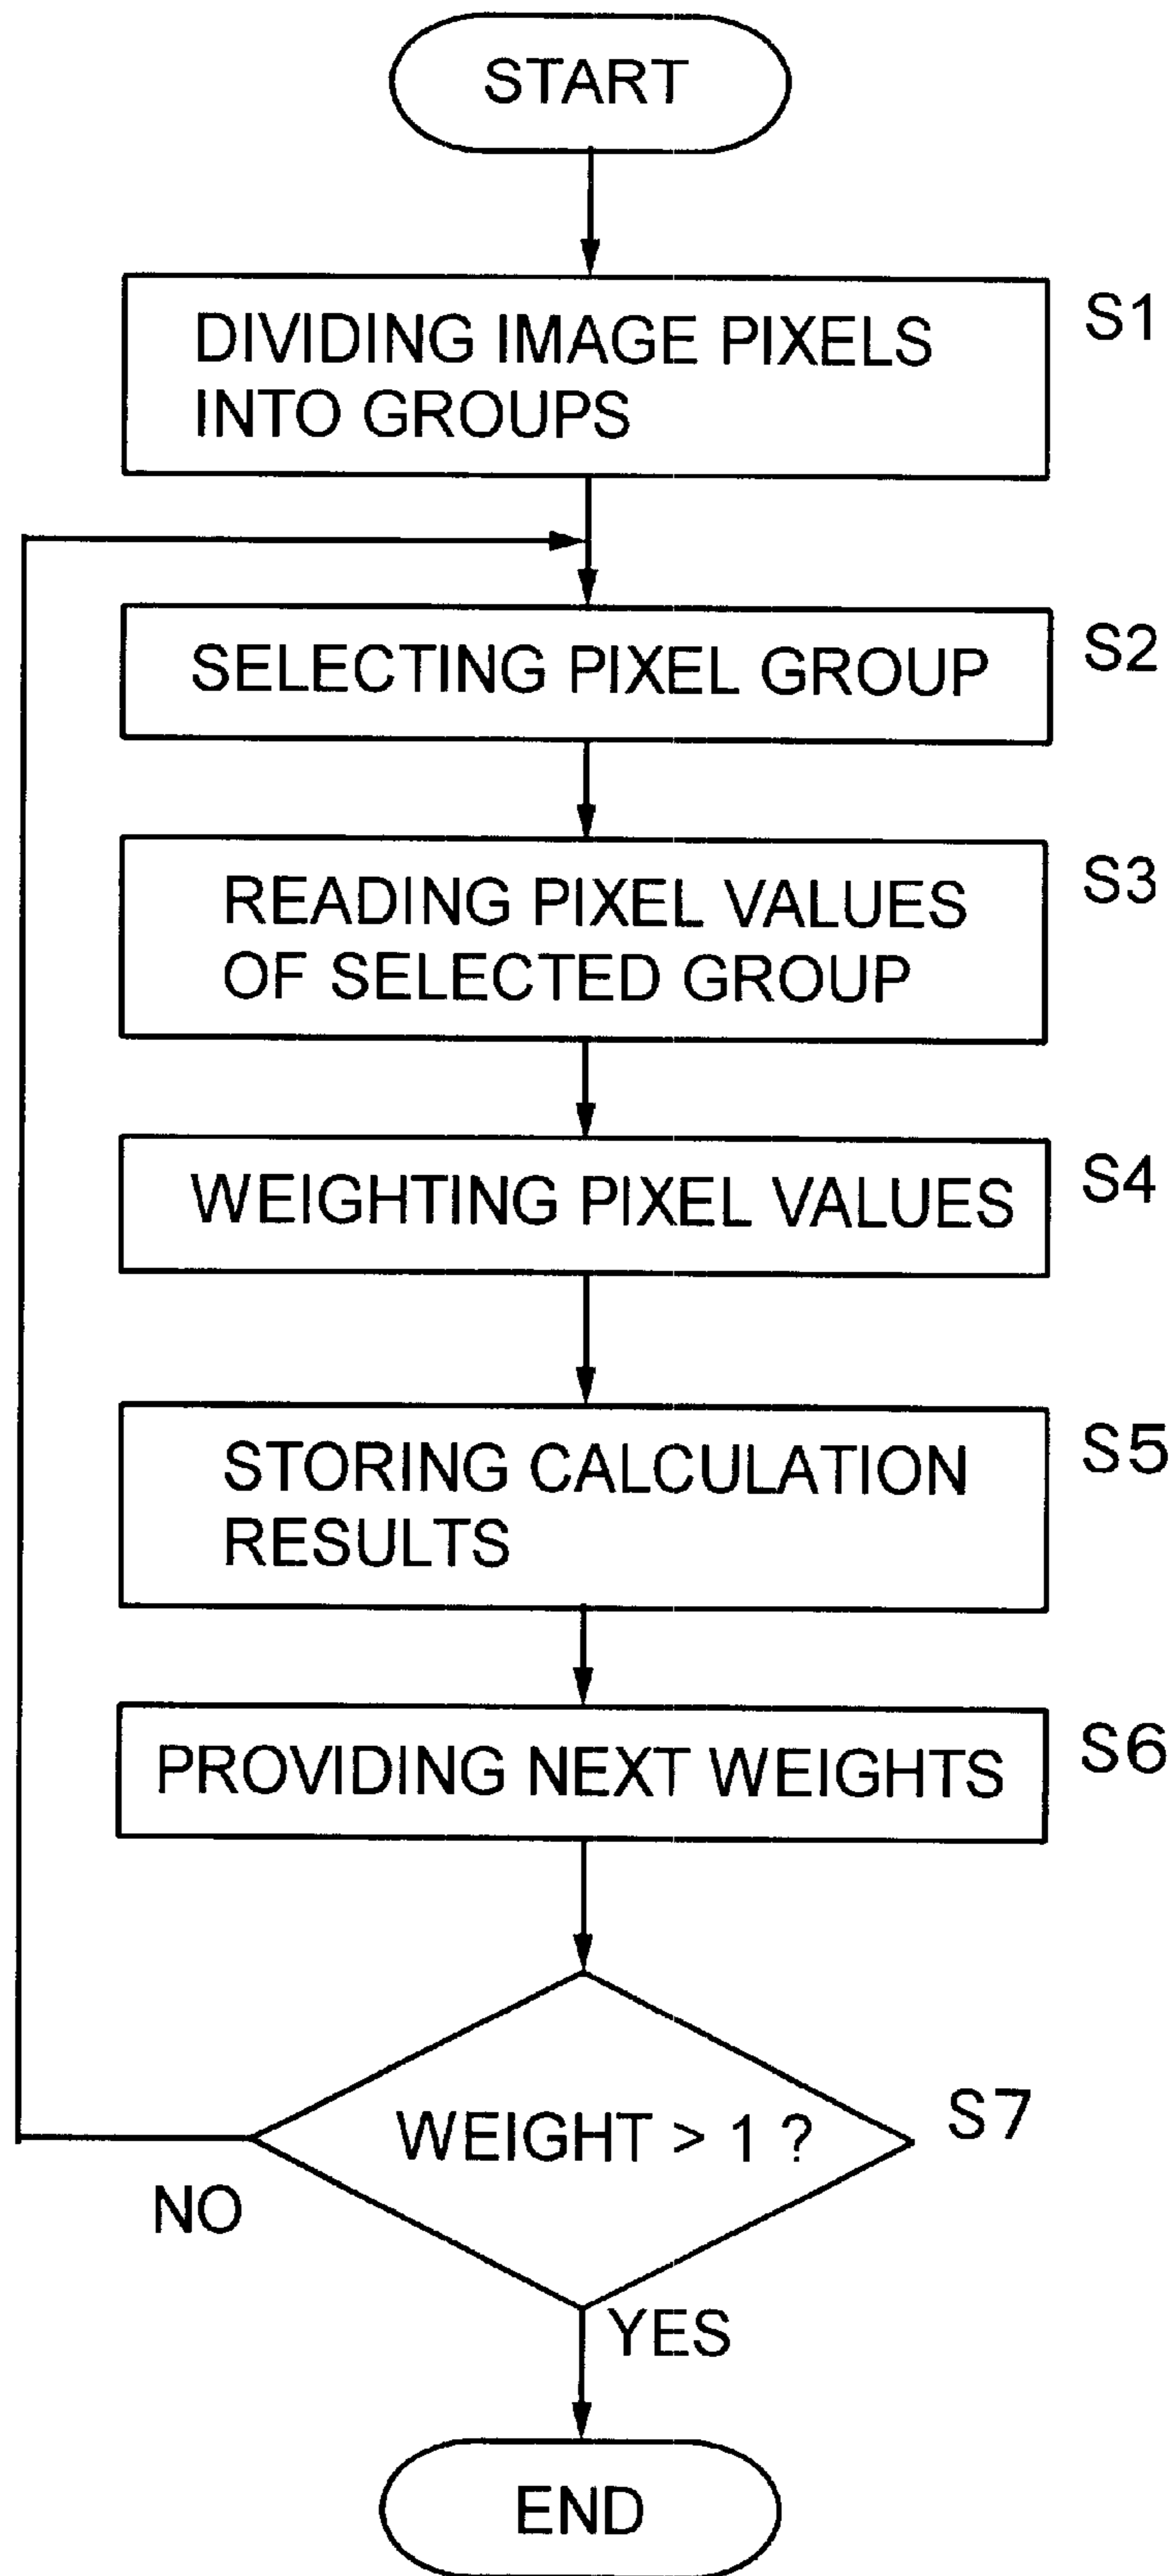 START
DIVIDING IMAGE PIXELS
INTO GROUPS
S1
SELECTING PIXEL GROUP
S2
READING PIXEL VALUES
OF SELECTED GROUP
S3
WEIGHTING PIXEL VALUES
S4
STORING CALCULATION
RESULTS
S5
PROVIDING NEXT WEIGHTS
S6
WEIGHT > 1 ?
S7
NO
YES
END